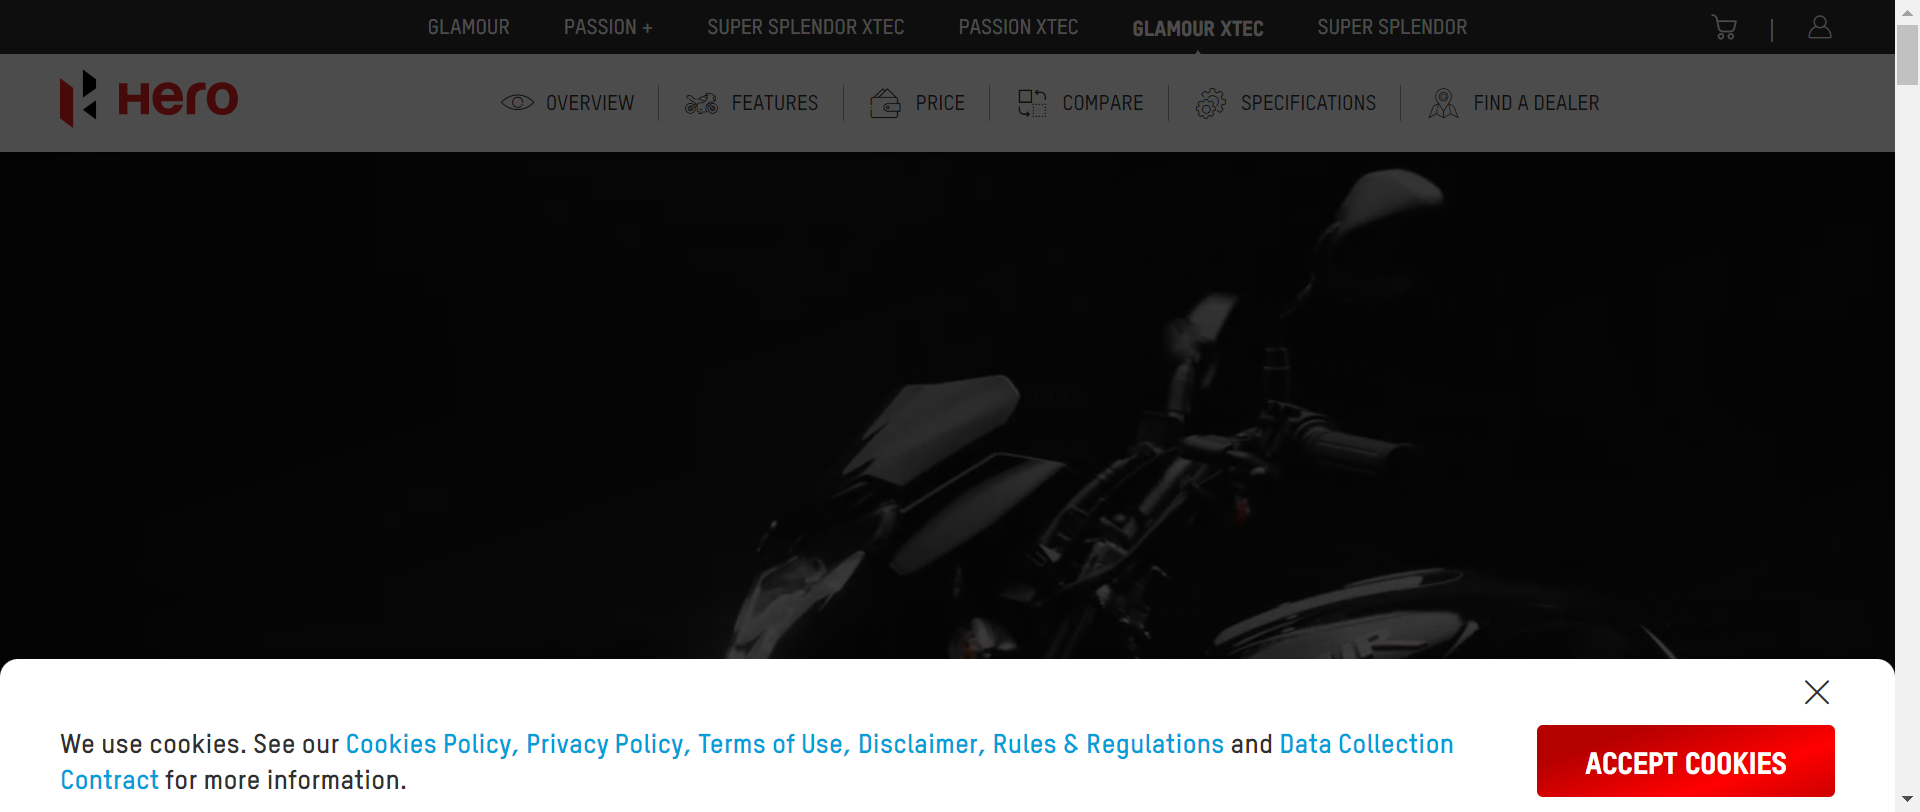 GLAMOUR PASSION + SUPER SPLENDOR XTEC PASSION XTEC GLAMOUR XTEC SUPER SPLENDOR
Hero OVERVIEW FEATURES PRICE COMPARE SPECIFICATIONS FIND A DEALER
We use cookies. See our Cookies Policy, Privacy Policy, Terms of Use, Disclaimer, Rules & Regulations and Data Collection
Contract for more information.
ACCEPT COOKIES